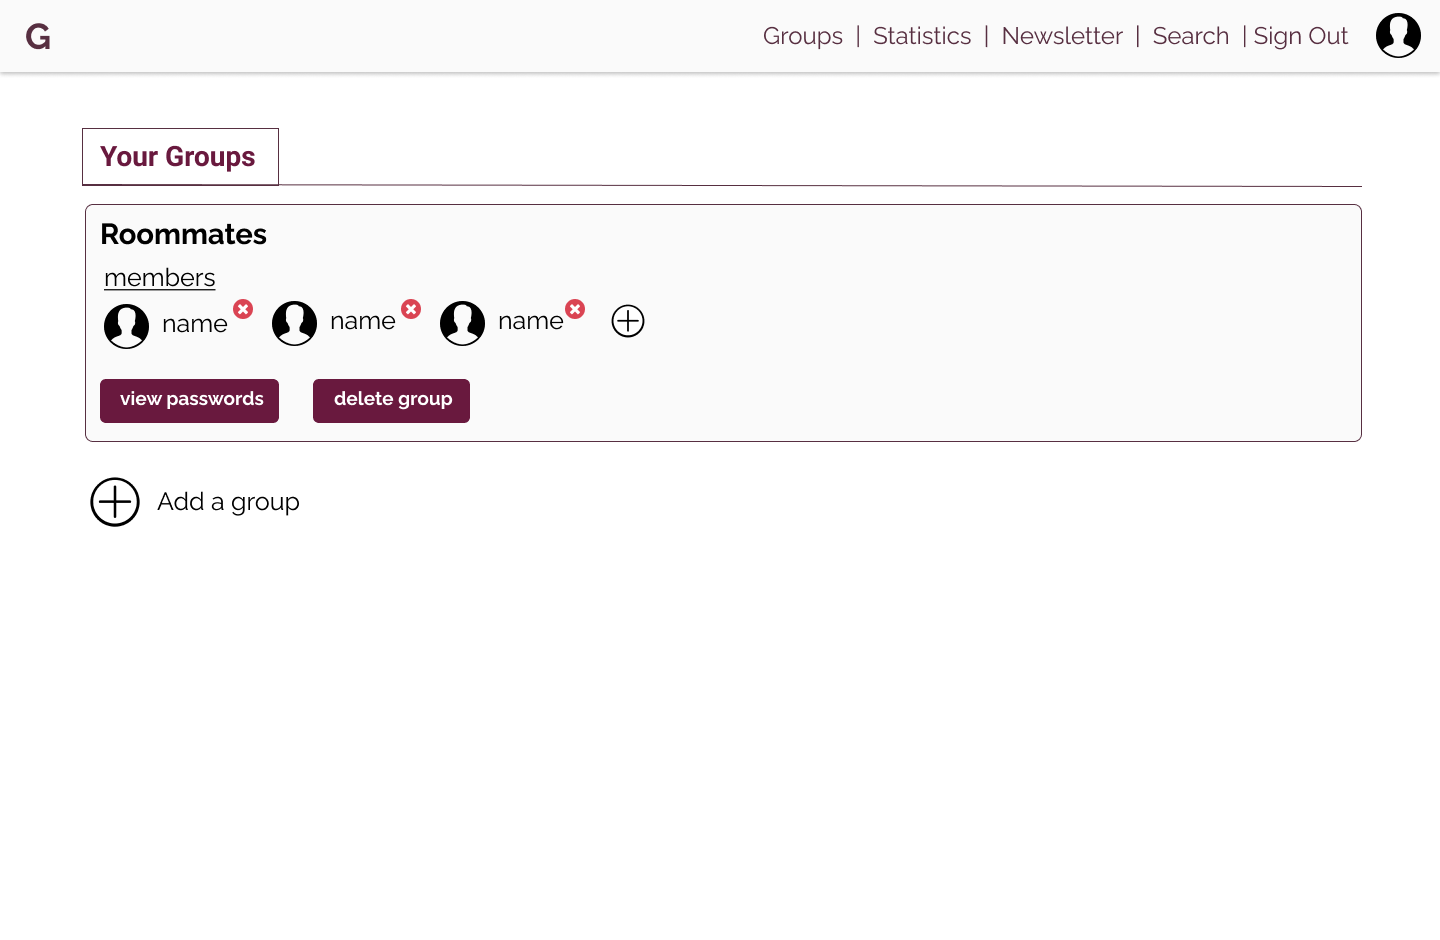 G
Groups | Statistics | Newsletter | Search | Sign Out
Your Groups
Roommates
members
name name name
view passwords delete group
Add a group